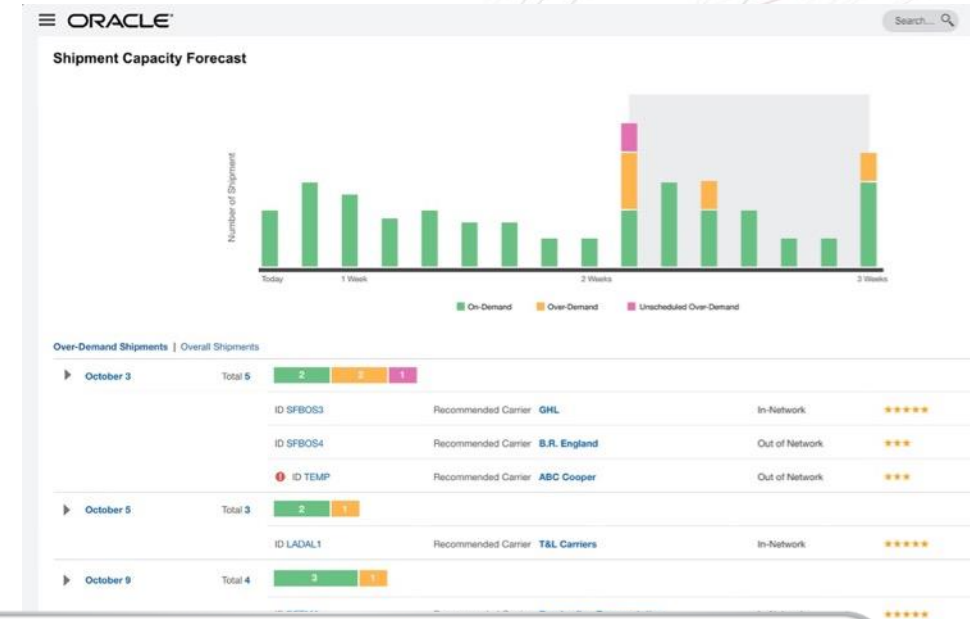 ORACLE
Search...
Shipment Capacity Forecast
Number of Shipment
Today 1 Week 2 Weeks 3 Weeks
On-Demand Over-Demand Unscheduled Over-Demand
Over-Demand Shipments | Overall Shipments
October 3 Total 5 2 2 1
ID SFBOS3 Recommended Carrier GHL In-Network
ID SFBOS4 Recommended Carrier B.R. England Out of Network
ID TEMP Recommended Carrier ABC Cooper Out of Network
October 5 Total 3 2 1
ID LADAL1 Recommended Carrier T&L Carriers In-Network
October 9 Total 4 3 1